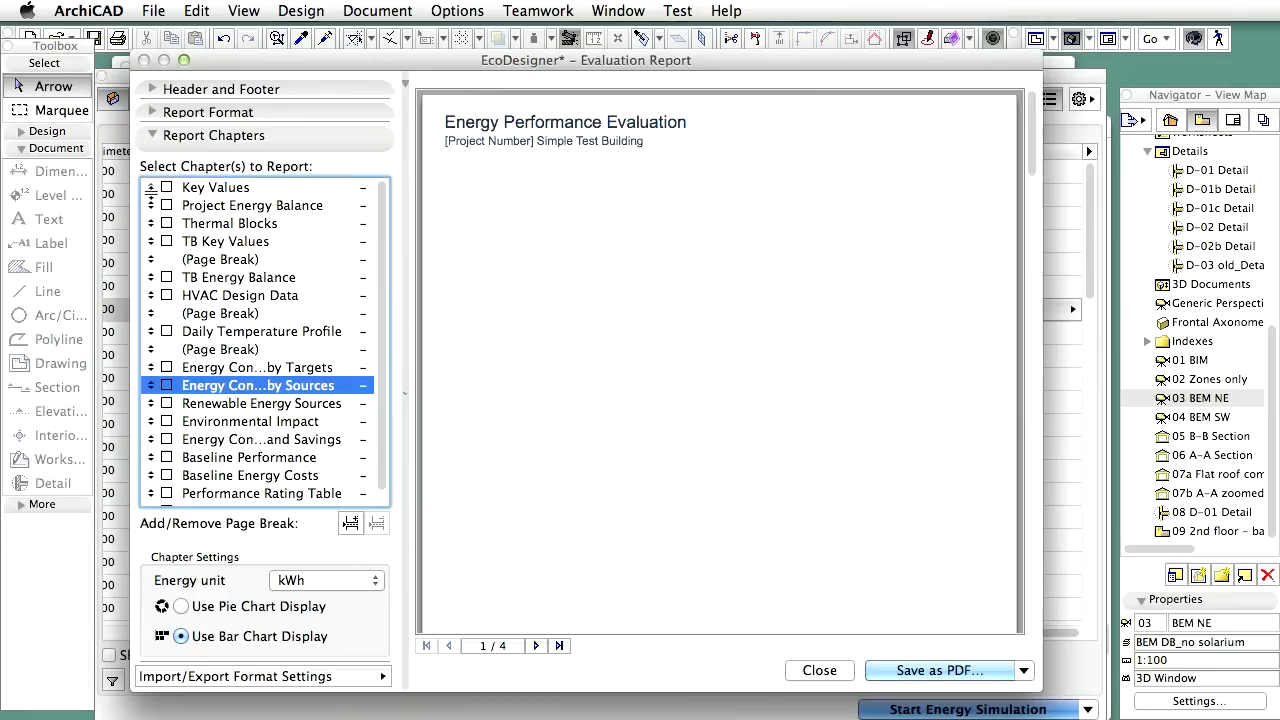 ArchiCAD File Edit View Design Document Options Teamwork Window Test Help
Go
Toolbox
Select
Arrow
Marquee
Design
Document
Dimen...
Level ...
Text
Label
Fill
Line
Arc/Ci...
Polyline
Drawing
Section
Elevati...
Interio...
Works...
Detail
More
EcoDesigner* - Evaluation Report
Header and Footer
Report Format
Report Chapters
Select Chapter(s) to Report:
Key Values
Project Energy Balance
Thermal Blocks
TB Key Values
(Page Break)
TB Energy Balance
HVAC Design Data
(Page Break)
Daily Temperature Profile
(Page Break)
Energy Con...by Targets
Energy Con...by Sources
Renewable Energy Sources
Environmental Impact
Energy Con...and Savings
Baseline Performance
Baseline Energy Costs
Performance Rating Table
Add/Remove Page Break:
Chapter Settings
Energy unit kWh
Use Pie Chart Display
Use Bar Chart Display
Import/Export Format Settings
Energy Performance Evaluation
[Project Number] Simple Test Building
1 / 4
Close
Save as PDF...
Start Energy Simulation
Navigator - View Map
Details
D-01 Detail
D-01b Detail
D-01c Detail
D-02 Detail
D-02b Detail
D-03 old_Deta
3D Documents
Generic Perspecti
Frontal Axonome
Indexes
01 BIM
02 Zones only
03 BEM NE
04 BEM SW
05 B-B Section
06 A-A Section
07a Flat roof com
07b A-A zoomed
08 D-01 Detail
09 2nd floor - ba
Properties
03 BEM NE
BEM DB_no solarium
1:100
3D Window
Settings...